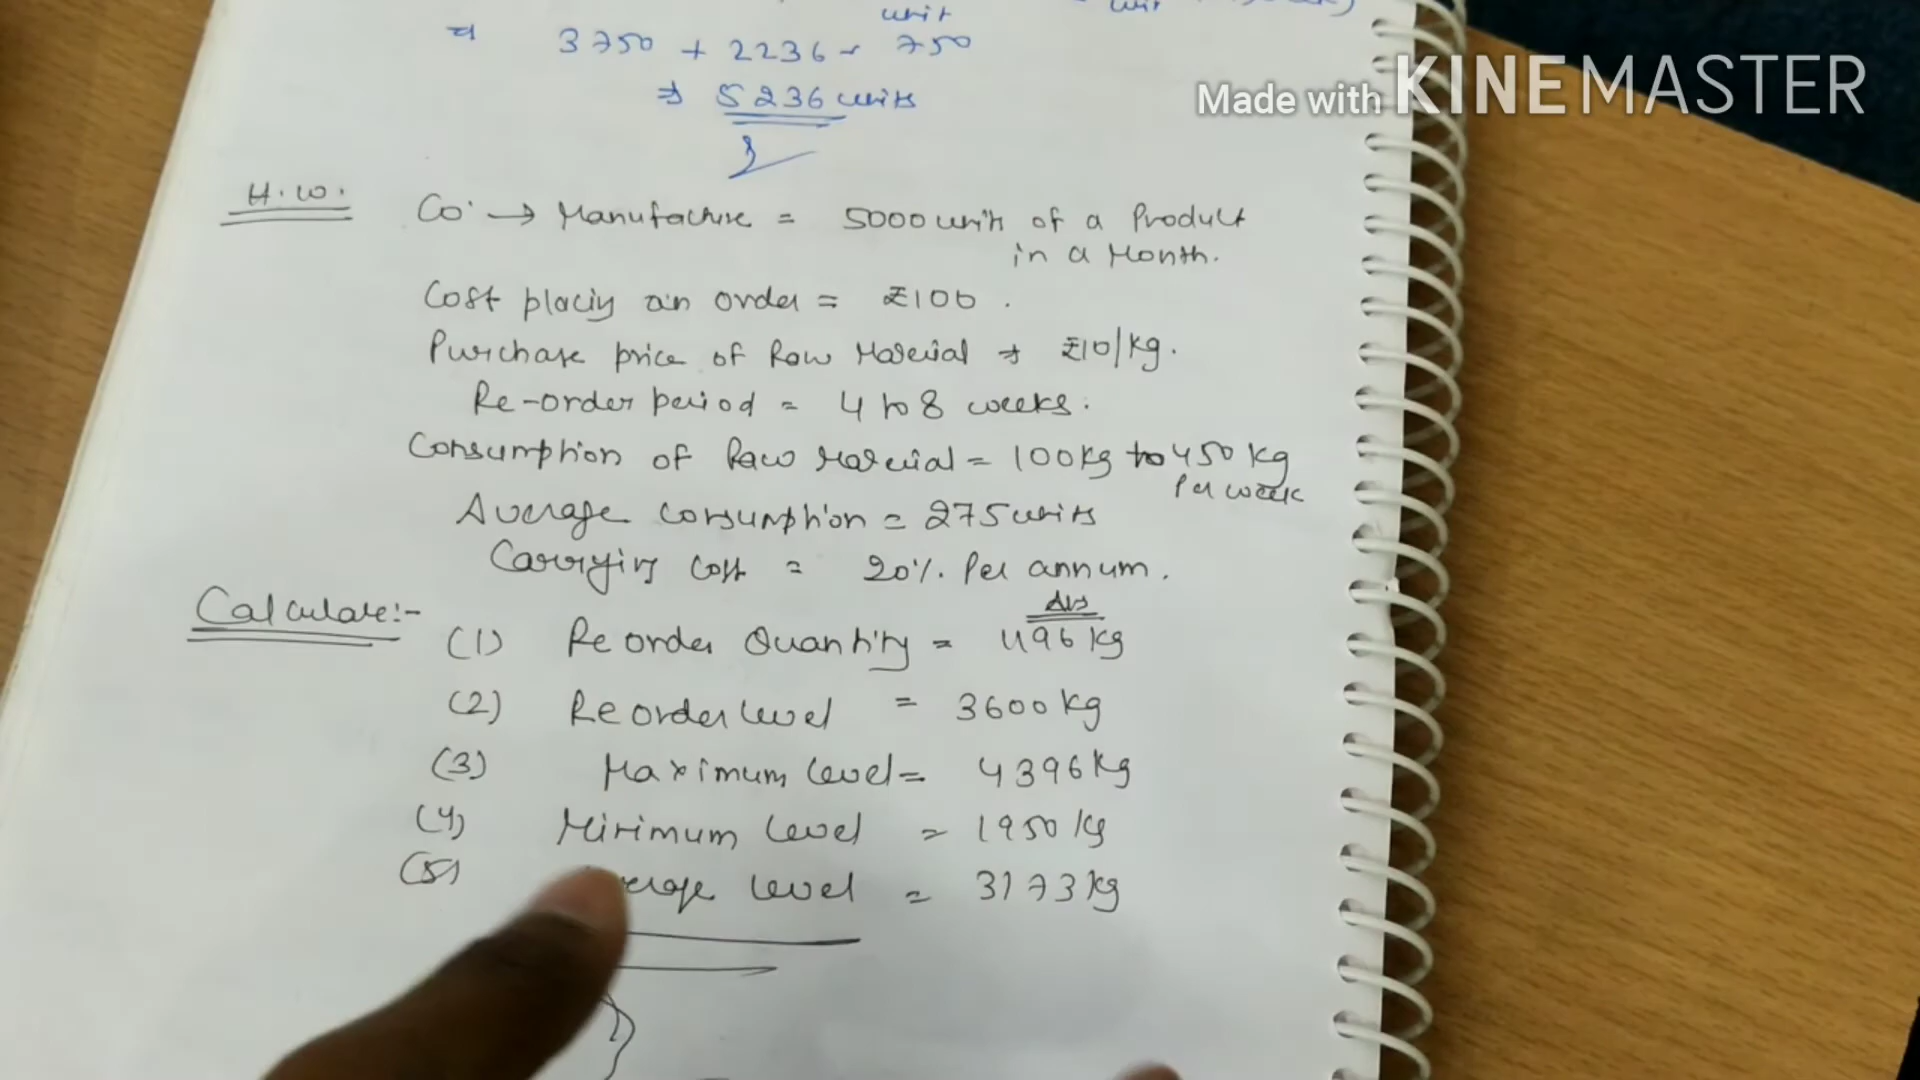 unit
⇒ 3750 + 2236 - 750
⇒ 5236 units
Made with KINEMASTER
H.W. Co. → Manufacture = 5000 units of a Product
in a Month.
Cost placing an order = ₹100.
Purchase price of Raw Material ⇒ ₹10/kg.
Re-order period = 4 to 8 weeks.
Consumption of Raw Material = 100kg to 450 kg
Per week
Average consumption = 275 units
Carrying Cost = 20% Per annum.
Calculate:-
Ans
(1) Re order Quantity = 1196 kg
(2) Re order level = 3600 kg
(3) Maximum level = 4396 kg
(4) Minimum level = 1950 kg
(5) level = 3173 kg